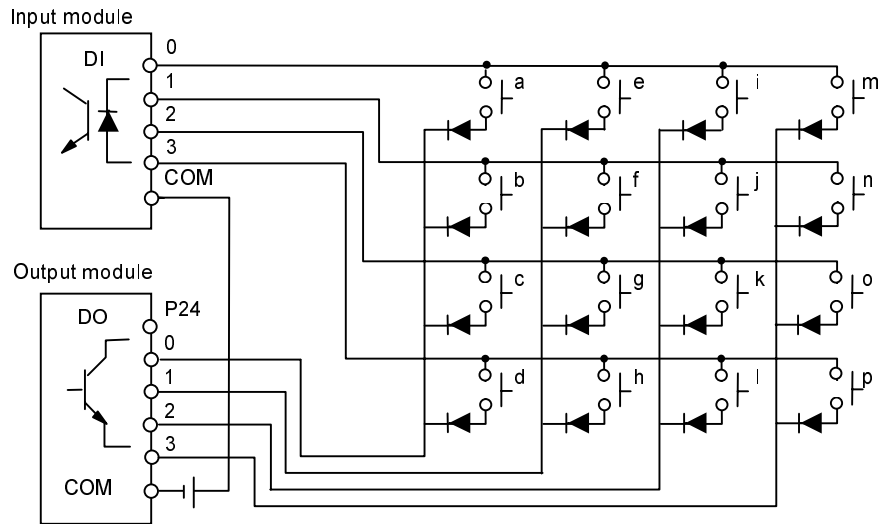 Input module
DI
0
1
2
3
COM
a e i m
b f j n
c g k o
d h l p
Output module
DO
P24
0
1
2
3
COM